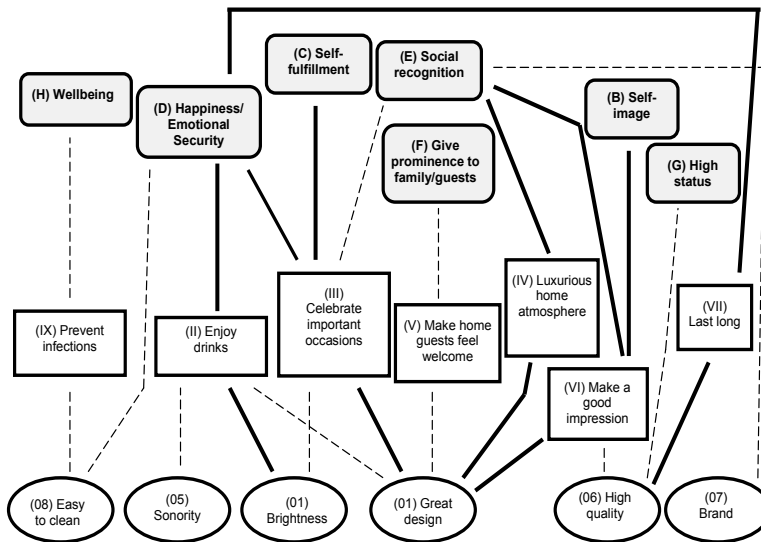 (C) Self-
fulfillment
(E) Social
recognition
(H) Wellbeing
(D) Happiness/
Emotional
Security
(B) Self-
image
(F) Give
prominence to
family/guests
(G) High
status
(III)
Celebrate
important
occasions
(IV) Luxurious
home
atmosphere
(VII)
Last long
(IX) Prevent
infections
(II) Enjoy
drinks
(V) Make home
guests feel
welcome
(VI) Make a
good
impression
(08) Easy
to clean
(05)
Sonority
(01)
Brightness
(01) Great
design
(06) High
quality
(07)
Brand